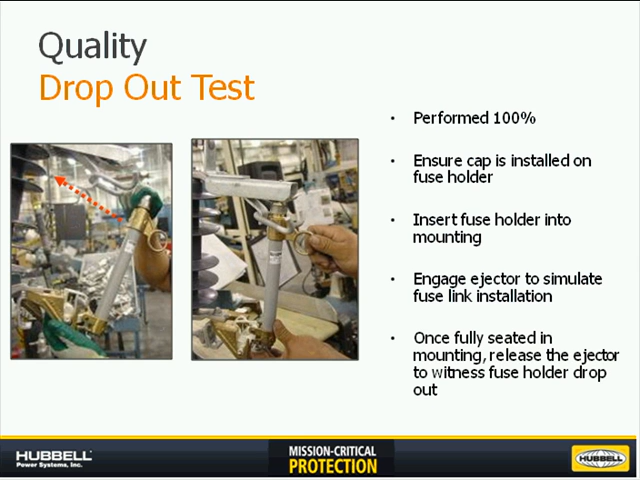 Quality
Drop Out Test
• Performed 100%
• Ensure cap is installed on
fuse holder
• Insert fuse holder into
mounting
• Engage ejector to simulate
fuse link installation
• Once fully seated in
mounting, release the ejector
to witness fuse holder drop
out
HUBBELL
Power Systems, Inc.
MISSION-CRITICAL
PROTECTION
HUBBELL